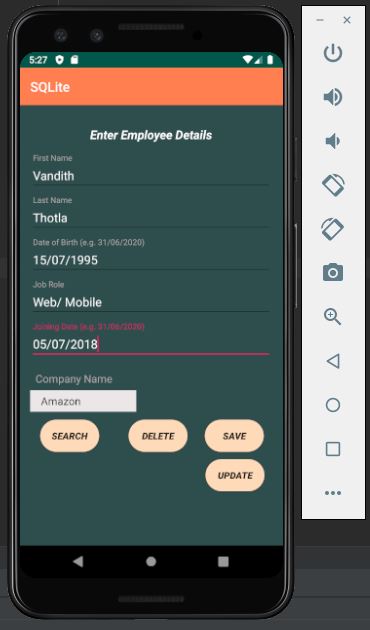 5:27
SQLite
Enter Employee Details
First Name
Vandith
Last Name
Thotla
Date of Birth (e.g. 31/06/2020)
15/07/1995
Job Role
Web/ Mobile
Joining Date (e.g. 31/06/2020)
05/07/2018
Company Name
Amazon
SEARCH DELETE SAVE
UPDATE